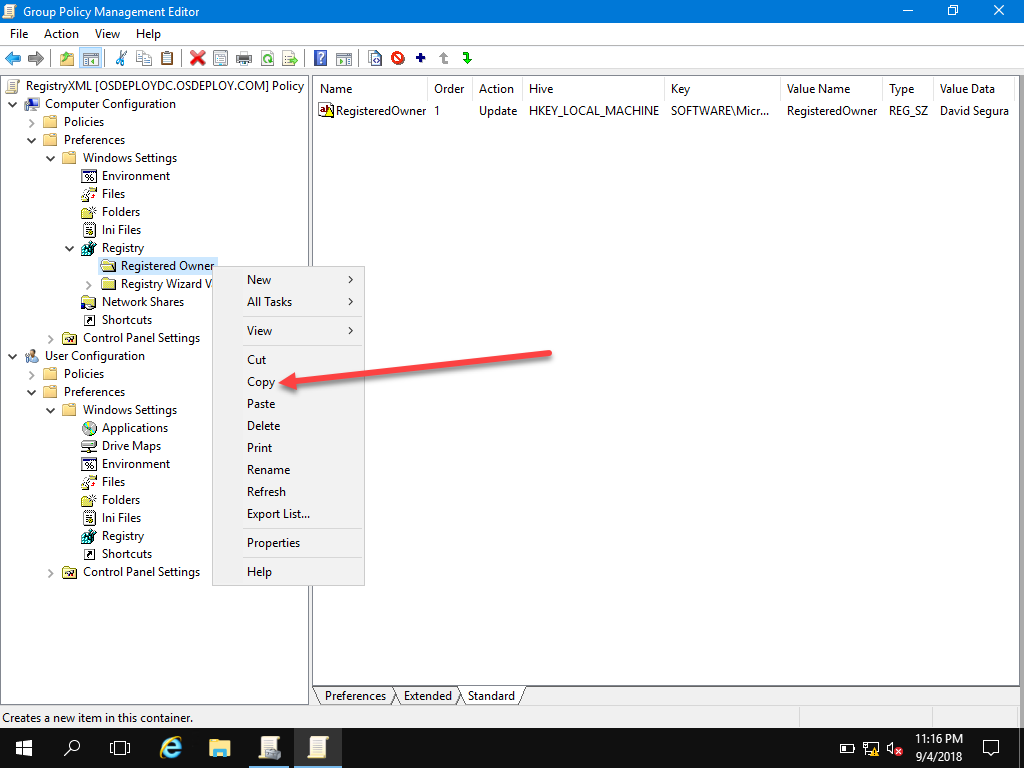 Group Policy Management Editor
File Action View Help
RegistryXML [OSDEPLOYDC.OSDEPLOY.COM] Policy
Computer Configuration
Policies
Preferences
Windows Settings
Environment
Files
Folders
Ini Files
Registry
Registered Owner
Registry Wizard V
Network Shares
Shortcuts
Control Panel Settings
User Configuration
Policies
Preferences
Windows Settings
Applications
Drive Maps
Environment
Files
Folders
Ini Files
Registry
Shortcuts
Control Panel Settings
New
All Tasks
View
Cut
Copy
Paste
Delete
Print
Rename
Refresh
Export List...
Properties
Help
Name Order Action Hive Key Value Name Type Value Data
RegisteredOwner 1 Update HKEY_LOCAL_MACHINE SOFTWARE\Micr... RegisteredOwner REG_SZ David Segura
Preferences Extended Standard
Creates a new item in this container.
11:16 PM
9/4/2018